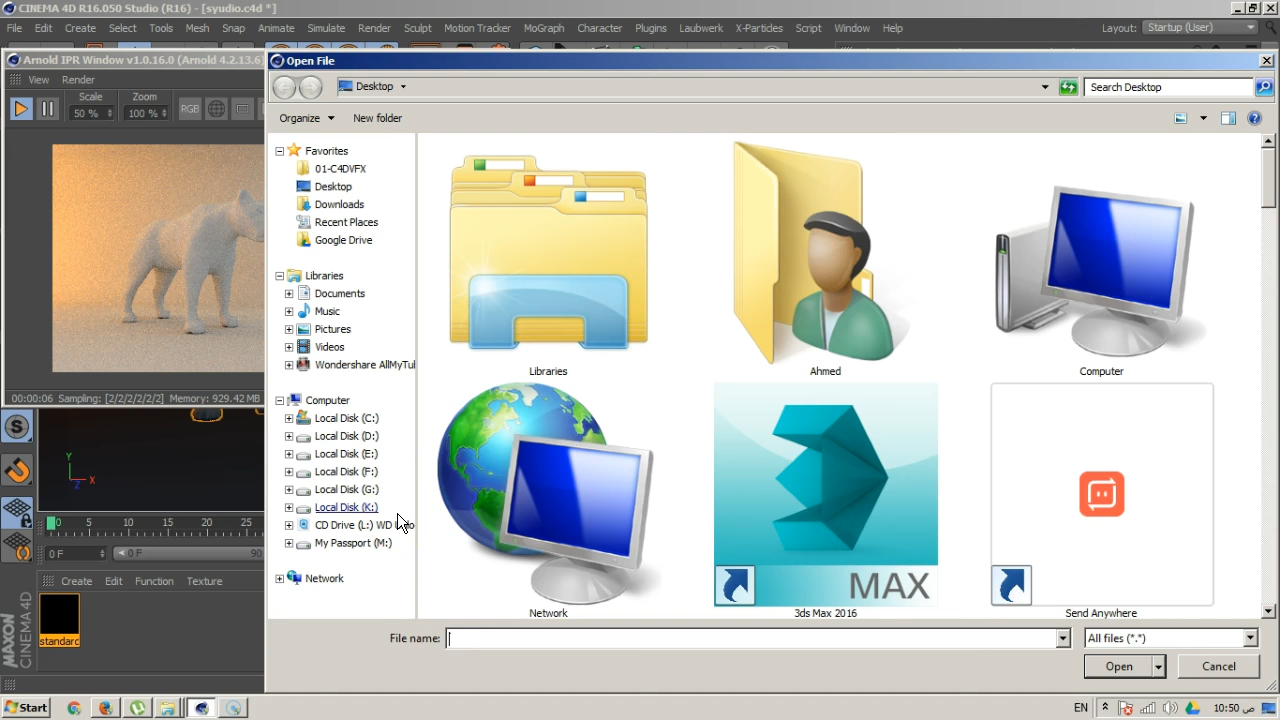 CINEMA 4D R16.050 Studio (R16) - [syudio.c4d *]
File Edit Create Select Tools Mesh Snap Animate Simulate Render Sculpt Motion Tracker MoGraph Character Plugins Laubwerk X-Particles Script Window Help Layout: Startup (User)
Arnold IPR Window v1.0.16.0 (Arnold 4.2.13.6)
Open File
View Render
Desktop
Search Desktop
Scale Zoom
50 % 100 % RGB
Organize New folder
Favorites
01-C4DVFX
Desktop
Downloads
Recent Places
Google Drive
Libraries
Documents
Music
Pictures
Videos
Wondershare AllMyTul
Computer
Local Disk (C:)
Local Disk (D:)
Local Disk (E:)
Local Disk (F:)
Local Disk (G:)
Local Disk (K:)
CD Drive (L:) WD
My Passport (M:)
Network
Libraries Ahmed Computer
MAX
Network 3ds Max 2016 Send Anywhere
00:00:06 Sampling: [2/2/2/2/2/2] Memory: 929.42 MB
S
Y
X
Z
0 5 10 15 20 25
0 F 0 F 90
Create Edit Function Texture
standard
MAXON
CINEMA 4D
File name: All files (*.*)
Open Cancel
Start EN 10:50 ص